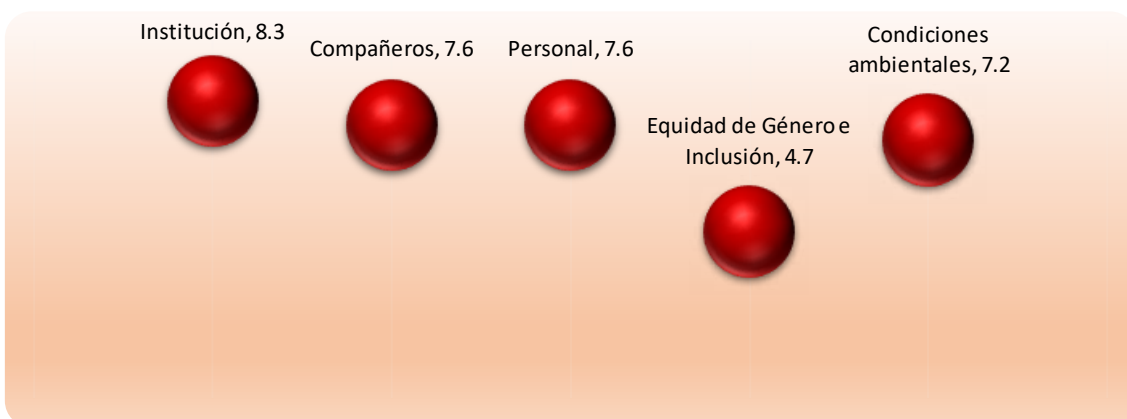 Institución, 8.3
Compañeros, 7.6
Personal, 7.6
Equidad de Género e
Inclusión, 4.7
Condiciones
ambientales, 7.2